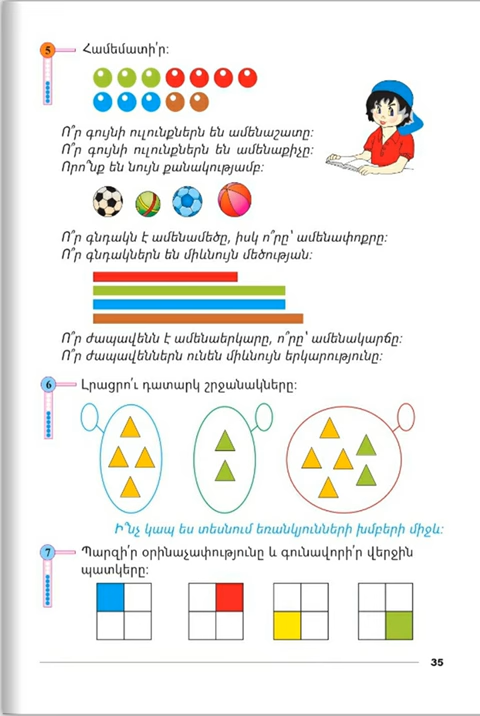 5 Համեմատի՛ր։
Ո՞ր գույնի ուլունքներն են ամենաշատը։
Ո՞ր գույնի ուլունքներն են ամենաքիչը։
Որո՞նք են նույն քանակությամբ։
Ո՞ր գնդակն է ամենամեծը, իսկ ո՞րը՝ ամենափոքրը։
Ո՞ր գնդակներն են միևնույն մեծության։
Ո՞ր ժապավենն է ամենաերկարը, ո՞րը՝ ամենակարճը։
Ո՞ր ժապավեններն ունեն միևնույն երկարությունը։
6 Լրացրո՛ւ դատարկ շրջանակները։
Ի՞նչ կապ ես տեսնում եռանկյունների խմբերի միջև։
7 Պարզի՛ր օրինաչափությունը և գունավորի՛ր վերջին
պատկերը։
35